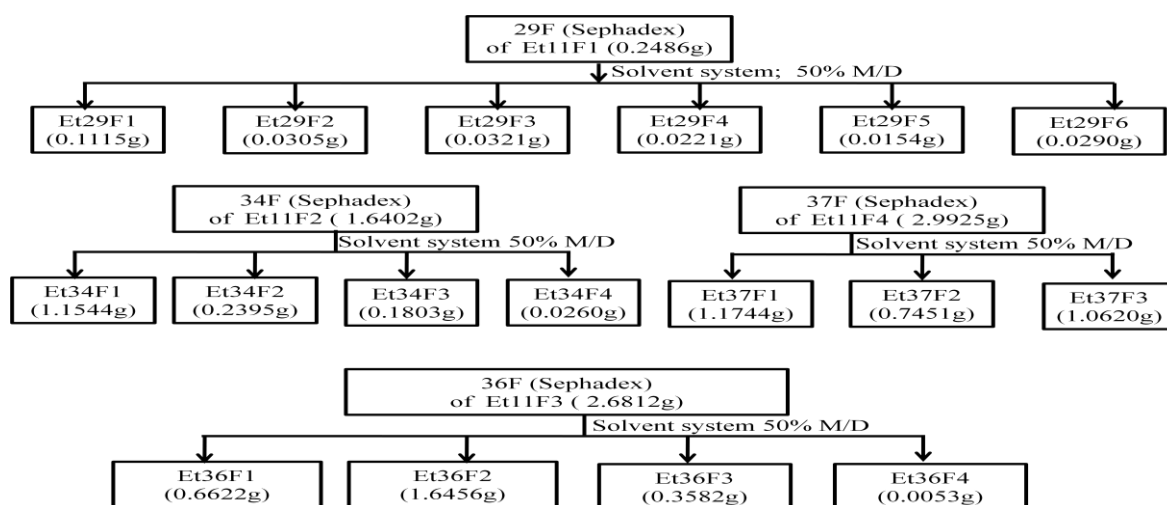 29F (Sephadex)
of Et11F1 (0.2486g)
Solvent system; 50% M/D
Et29F1
(0.1115g)
Et29F2
(0.0305g)
Et29F3
(0.0321g)
Et29F4
(0.0221g)
Et29F5
(0.0154g)
Et29F6
(0.0290g)
34F (Sephadex)
of Et11F2 ( 1.6402g)
Solvent system 50% M/D
Et34F1
(1.1544g)
Et34F2
(0.2395g)
Et34F3
(0.1803g)
Et34F4
(0.0260g)
37F (Sephadex)
of Et11F4 ( 2.9925g)
Solvent system 50% M/D
Et37F1
(1.1744g)
Et37F2
(0.7451g)
Et37F3
(1.0620g)
36F (Sephadex)
of Et11F3 ( 2.6812g)
Solvent system 50% M/D
Et36F1
(0.6622g)
Et36F2
(1.6456g)
Et36F3
(0.3582g)
Et36F4
(0.0053g)